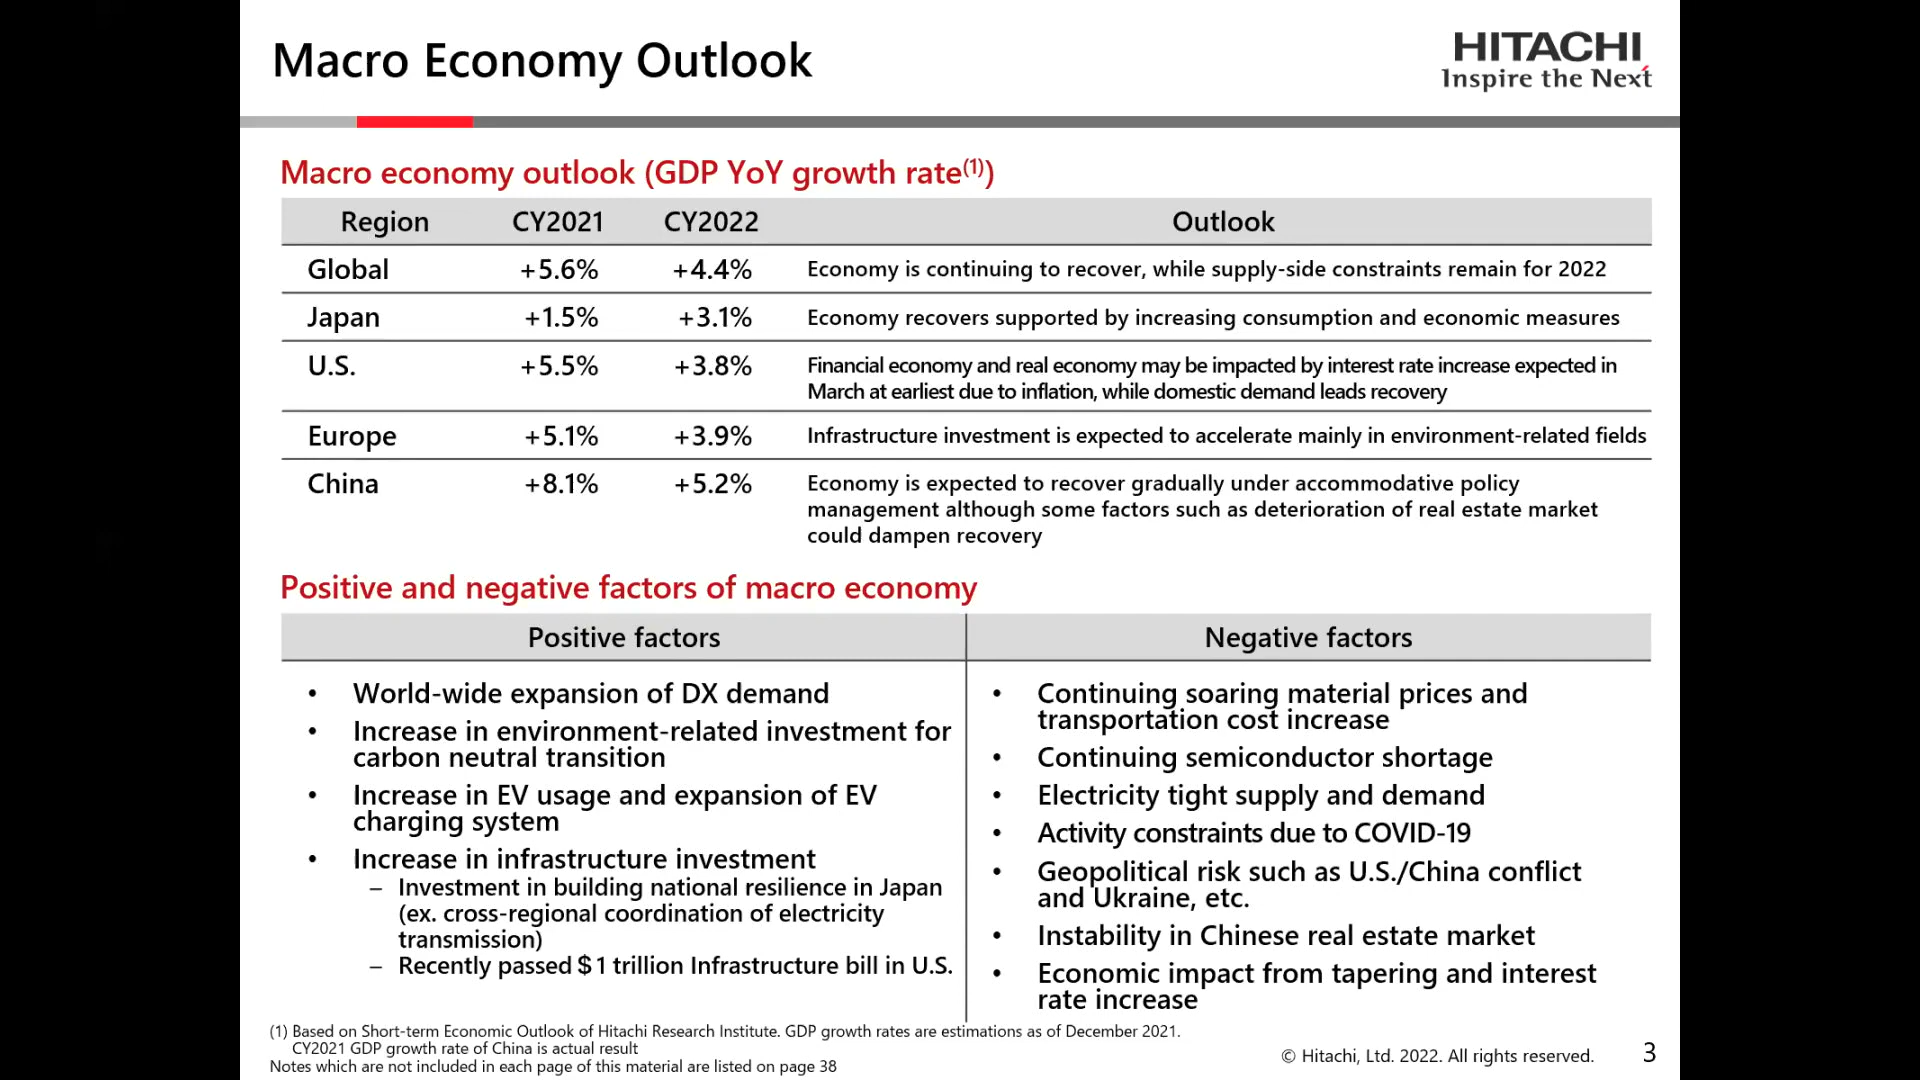 Macro Economy Outlook
HITACHI
Inspire the Next
Macro economy outlook (GDP YoY growth rate(1))
Region CY2021 CY2022 Outlook
Global +5.6% +4.4% Economy is continuing to recover, while supply-side constraints remain for 2022
Japan +1.5% +3.1% Economy recovers supported by increasing consumption and economic measures
U.S. +5.5% +3.8% Financial economy and real economy may be impacted by interest rate increase expected in
March at earliest due to inflation, while domestic demand leads recovery
Europe +5.1% +3.9% Infrastructure investment is expected to accelerate mainly in environment-related fields
China +8.1% +5.2% Economy is expected to recover gradually under accommodative policy
management although some factors such as deterioration of real estate market
could dampen recovery
Positive and negative factors of macro economy
Positive factors
• World-wide expansion of DX demand
• Increase in environment-related investment for
carbon neutral transition
• Increase in EV usage and expansion of EV
charging system
• Increase in infrastructure investment
– Investment in building national resilience in Japan
(ex. cross-regional coordination of electricity
transmission)
– Recently passed $1 trillion Infrastructure bill in U.S.
Negative factors
• Continuing soaring material prices and
transportation cost increase
• Continuing semiconductor shortage
• Electricity tight supply and demand
• Activity constraints due to COVID-19
• Geopolitical risk such as U.S./China conflict
and Ukraine, etc.
• Instability in Chinese real estate market
• Economic impact from tapering and interest
rate increase
(1) Based on Short-term Economic Outlook of Hitachi Research Institute. GDP growth rates are estimations as of December 2021.
CY2021 GDP growth rate of China is actual result
Notes which are not included in each page of this material are listed on page 38
© Hitachi, Ltd. 2022. All rights reserved. 3